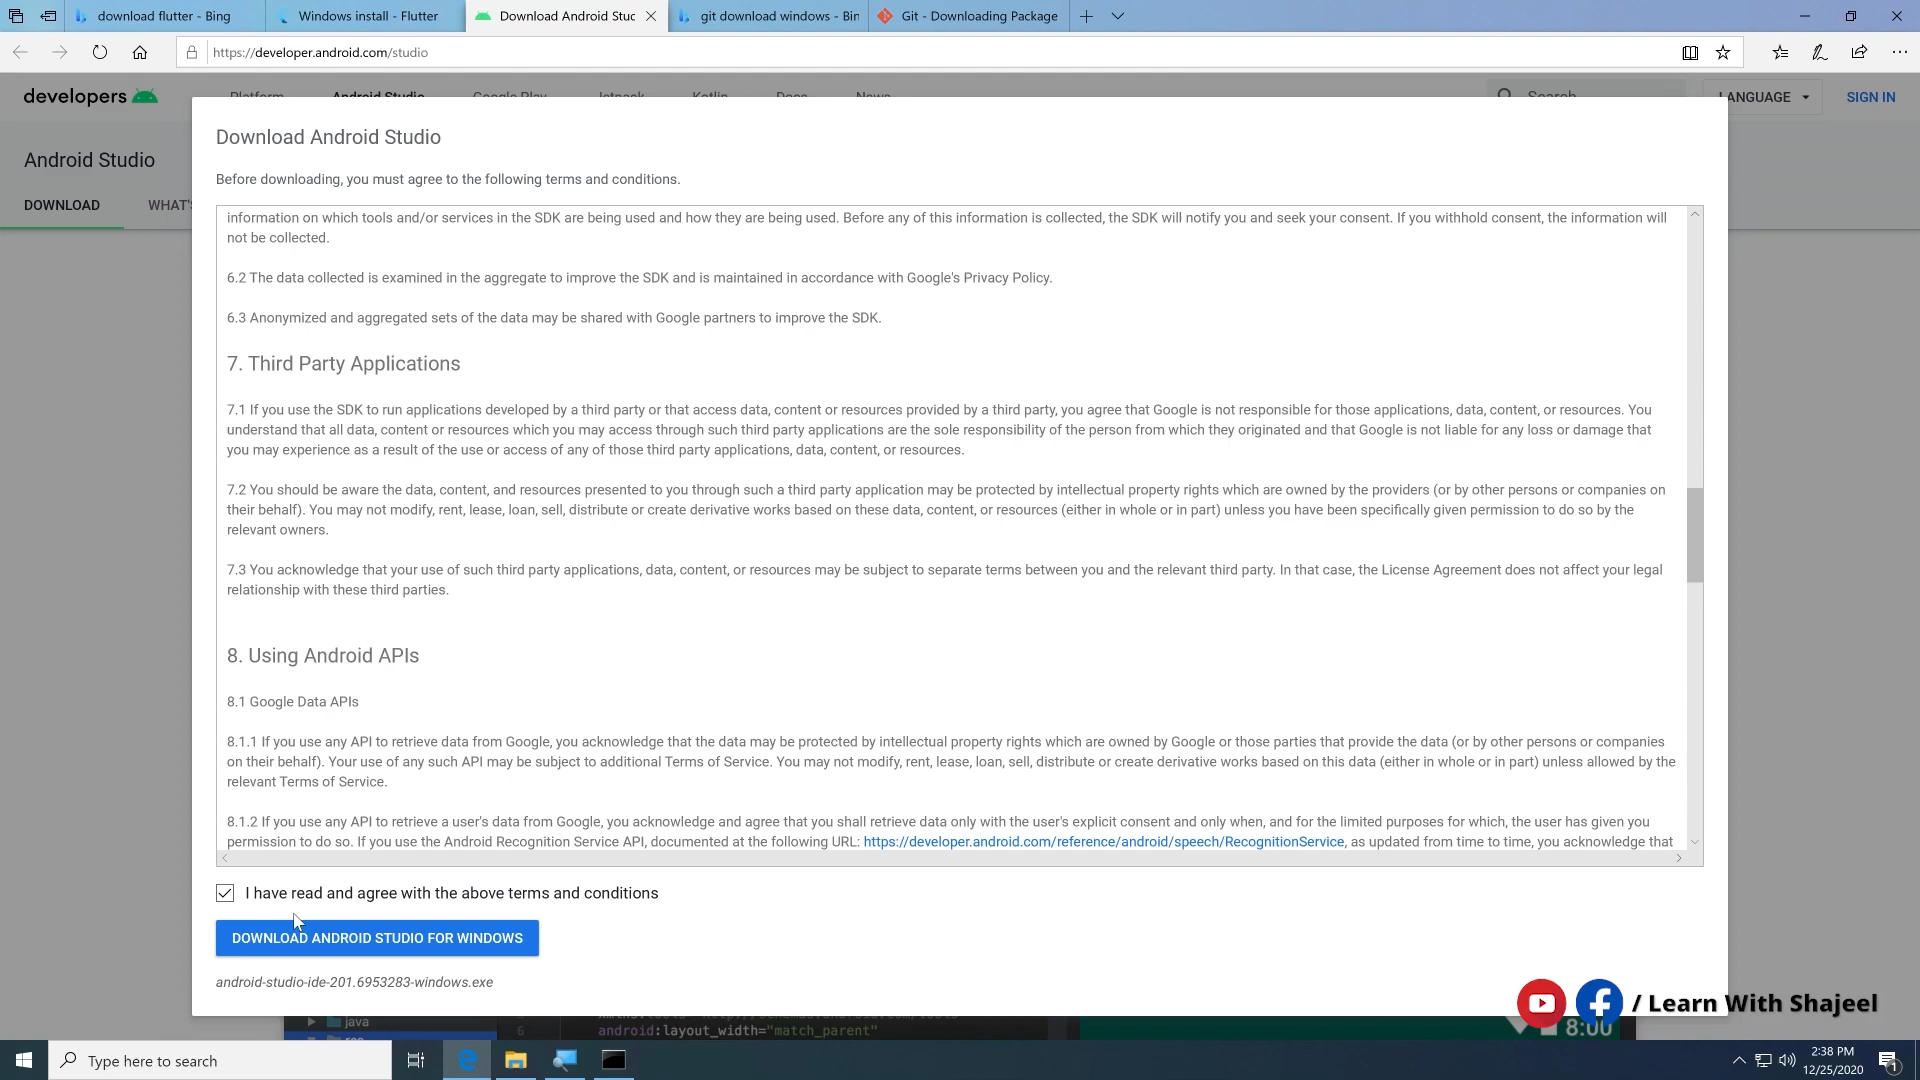 download flutter - Bing
Windows install - Flutter
Download Android Stuc
git download windows - Bin
Git - Downloading Package
https://developer.android.com/studio
developers
Platform
Android Studio
Google Play
Jetpack
Kotlin
Docs
News
Search
LANGUAGE
SIGN IN
Android Studio
DOWNLOAD
WHAT'S
Download Android Studio
Before downloading, you must agree to the following terms and conditions.
information on which tools and/or services in the SDK are being used and how they are being used. Before any of this information is collected, the SDK will notify you and seek your consent. If you withhold consent, the information will
not be collected.
6.2 The data collected is examined in the aggregate to improve the SDK and is maintained in accordance with Google's Privacy Policy.
6.3 Anonymized and aggregated sets of the data may be shared with Google partners to improve the SDK.
7. Third Party Applications
7.1 If you use the SDK to run applications developed by a third party or that access data, content or resources provided by a third party, you agree that Google is not responsible for those applications, data, content, or resources. You
understand that all data, content or resources which you may access through such third party applications are the sole responsibility of the person from which they originated and that Google is not liable for any loss or damage that
you may experience as a result of the use or access of any of those third party applications, data, content, or resources.
7.2 You should be aware the data, content, and resources presented to you through such a third party application may be protected by intellectual property rights which are owned by the providers (or by other persons or companies on
their behalf). You may not modify, rent, lease, loan, sell, distribute or create derivative works based on these data, content, or resources (either in whole or in part) unless you have been specifically given permission to do so by the
relevant owners.
7.3 You acknowledge that your use of such third party applications, data, content, or resources may be subject to separate terms between you and the relevant third party. In that case, the License Agreement does not affect your legal
relationship with these third parties.
8. Using Android APIs
8.1 Google Data APIs
8.1.1 If you use any API to retrieve data from Google, you acknowledge that the data may be protected by intellectual property rights which are owned by Google or those parties that provide the data (or by other persons or companies
on their behalf). Your use of any such API may be subject to additional Terms of Service. You may not modify, rent, lease, loan, sell, distribute or create derivative works based on this data (either in whole or in part) unless allowed by the
relevant Terms of Service.
8.1.2 If you use any API to retrieve a user's data from Google, you acknowledge and agree that you shall retrieve data only with the user's explicit consent and only when, and for the limited purposes for which, the user has given you
permission to do so. If you use the Android Recognition Service API, documented at the following URL: https://developer.android.com/reference/android/speech/RecognitionService, as updated from time to time, you acknowledge that
I have read and agree with the above terms and conditions
DOWNLOAD ANDROID STUDIO FOR WINDOWS
android-studio-ide-201.6953283-windows.exe
/ Learn With Shajeel
java
6
android:layout_width="match_parent"
8:00
Type here to search
2:38 PM
12/25/2020
1